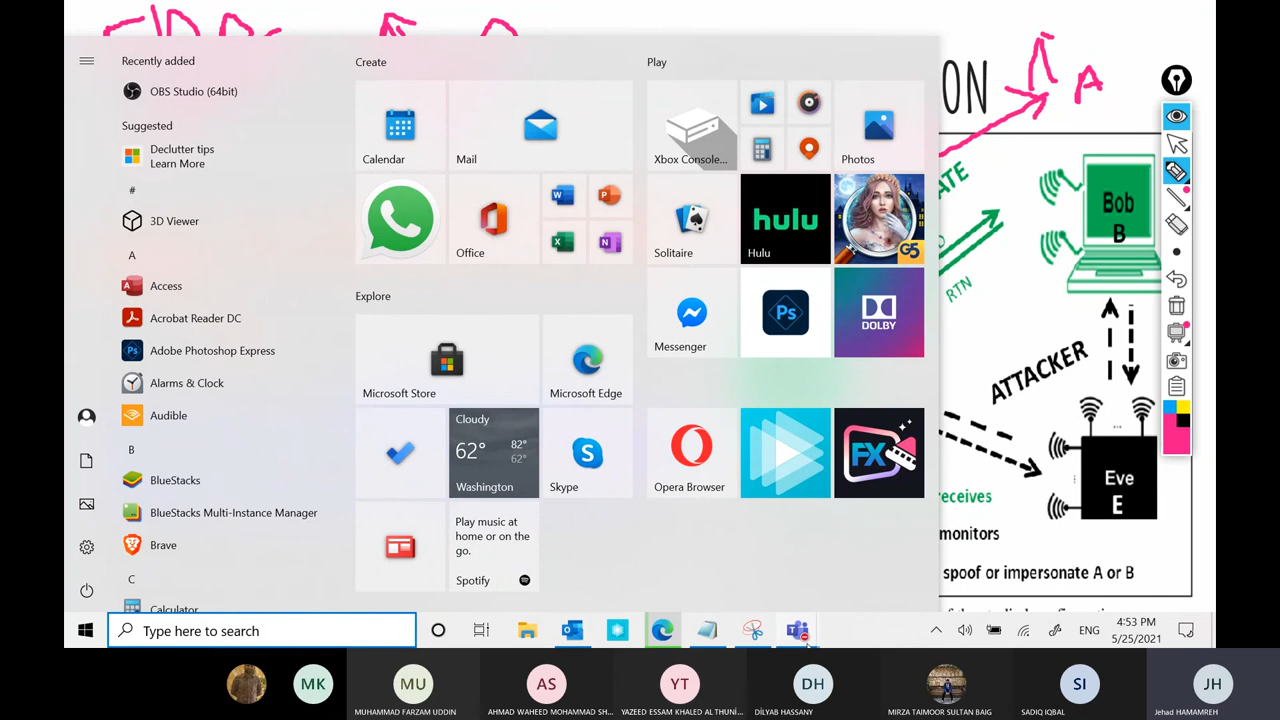 ON
A
Recently added
OBS Studio (64bit)
Suggested
Declutter tips
Learn More
#
3D Viewer
A
Access
Acrobat Reader DC
Adobe Photoshop Express
Alarms & Clock
Audible
B
BlueStacks
BlueStacks Multi-Instance Manager
Brave
C
Calculator
Create
Calendar
Mail
Office
Explore
Microsoft Store
Microsoft Edge
Cloudy
62°
82°
62°
Washington
Skype
Play music at
home or on the
go.
Spotify
Play
Xbox Console...
Photos
Solitaire
hulu
Hulu
G5
Messenger
Ps
DOLBY
Opera Browser
FX
ATE
RTN
Bob
B
ATTACKER
Eve
E
eceives
monitors
spoof or impersonate A or B
Type here to search
ENG
4:53 PM
5/25/2021
MK
MU
MUHAMMAD FARZAM UDDIN
AS
AHMAD WAHEED MOHAMMAD SH...
YT
YAZEED ESSAM KHALED AL THUNİ...
DH
DİLYAB HASSANY
MIRZA TAIMOOR SULTAN BAIG
SI
SADIQ IQBAL
JH
Jehad HAMAMREH